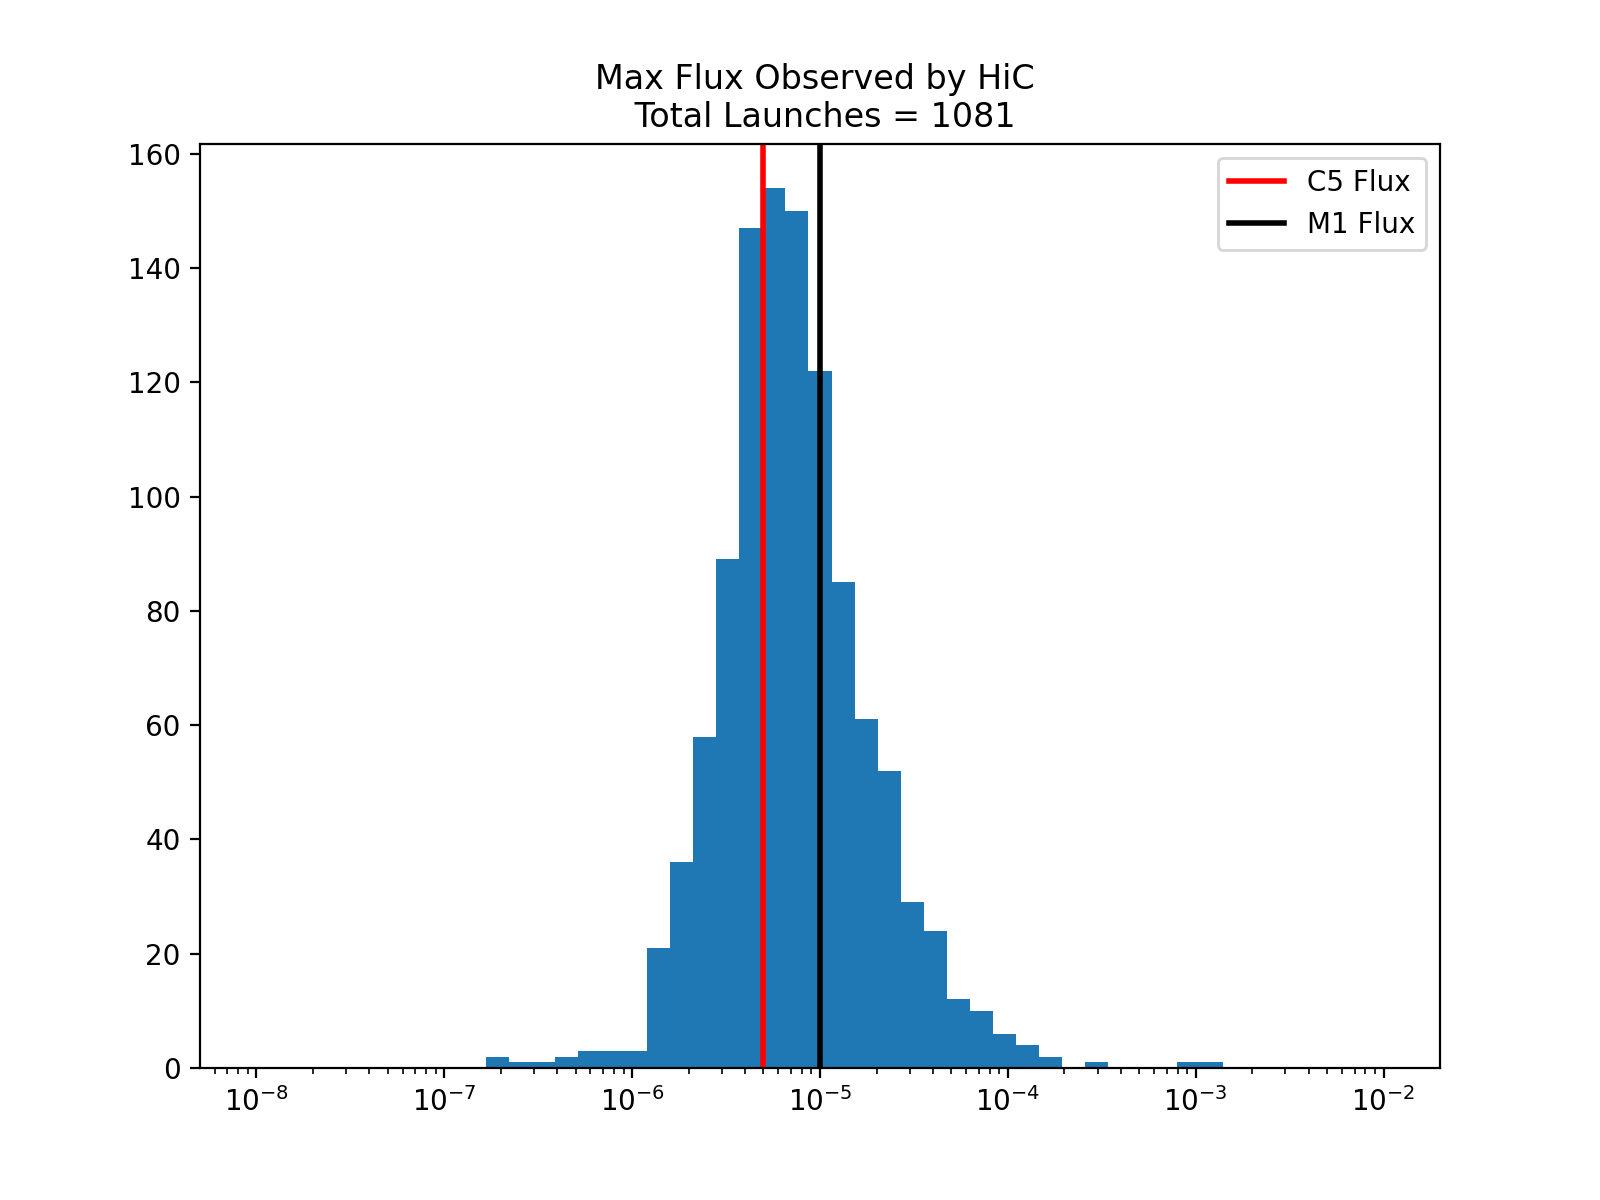 Max Flux Observed by HiC
Total Launches = 1081
C5 Flux
M1 Flux
160
140
120
100
80
60
40
20
0
10⁻⁸ 10⁻⁷ 10⁻⁶ 10⁻⁵ 10⁻⁴ 10⁻³ 10⁻²